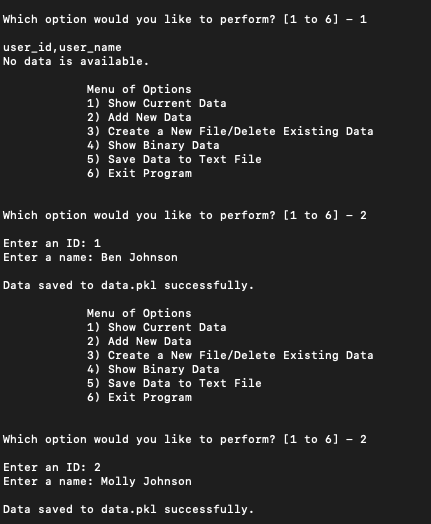 Which option would you like to perform? [1 to 6] – 1
user_id,user_name
No data is available.
Menu of Options
1) Show Current Data
2) Add New Data
3) Create a New File/Delete Existing Data
4) Show Binary Data
5) Save Data to Text File
6) Exit Program
Which option would you like to perform? [1 to 6] – 2
Enter an ID: 1
Enter a name: Ben Johnson
Data saved to data.pkl successfully.
Menu of Options
1) Show Current Data
2) Add New Data
3) Create a New File/Delete Existing Data
4) Show Binary Data
5) Save Data to Text File
6) Exit Program
Which option would you like to perform? [1 to 6] – 2
Enter an ID: 2
Enter a name: Molly Johnson
Data saved to data.pkl successfully.